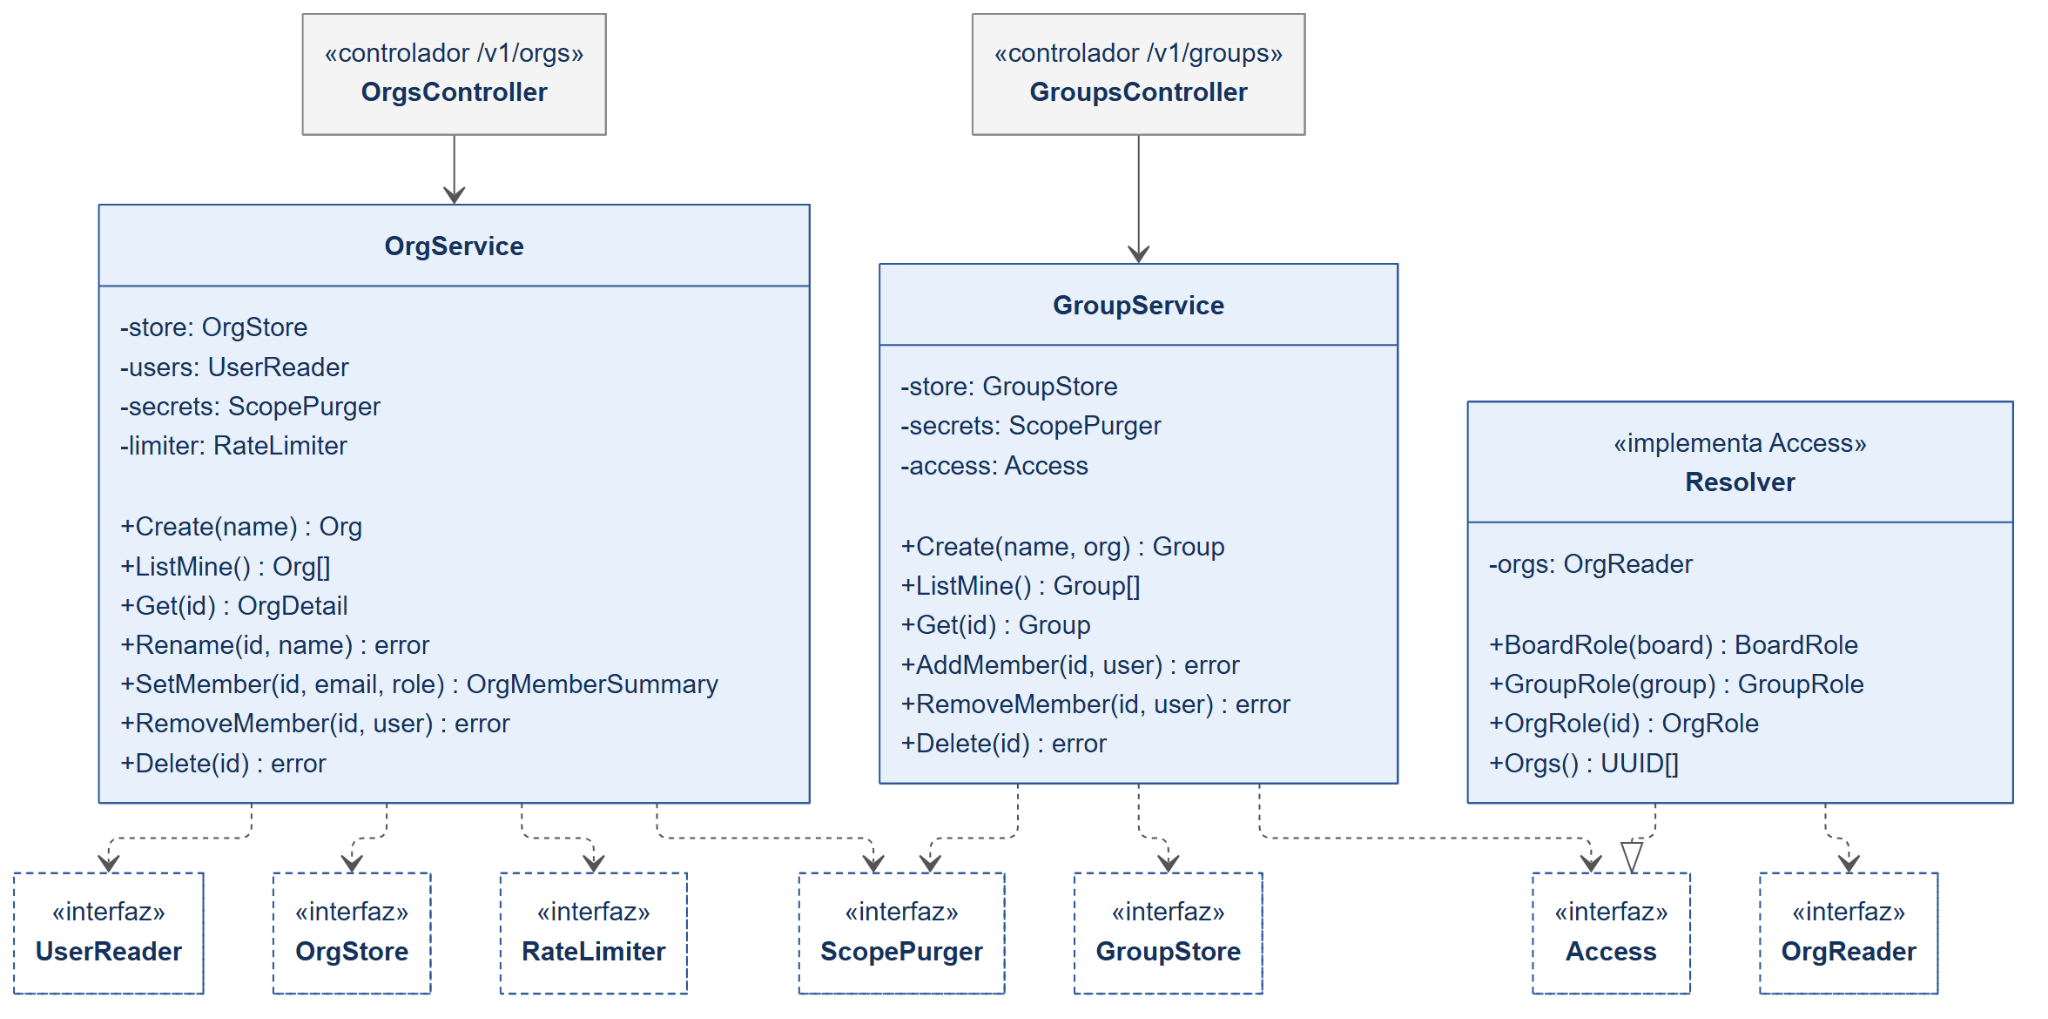 «controlador /v1/orgs»
OrgsController
«controlador /v1/groups»
GroupsController
OrgService
-store: OrgStore
-users: UserReader
-secrets: ScopePurger
-limiter: RateLimiter
+Create(name) : Org
+ListMine() : Org[]
+Get(id) : OrgDetail
+Rename(id, name) : error
+SetMember(id, email, role) : OrgMemberSummary
+RemoveMember(id, user) : error
+Delete(id) : error
GroupService
-store: GroupStore
-secrets: ScopePurger
-access: Access
+Create(name, org) : Group
+ListMine() : Group[]
+Get(id) : Group
+AddMember(id, user) : error
+RemoveMember(id, user) : error
+Delete(id) : error
«implementa Access»
Resolver
-orgs: OrgReader
+BoardRole(board) : BoardRole
+GroupRole(group) : GroupRole
+OrgRole(id) : OrgRole
+Orgs() : UUID[]
«interfaz»
UserReader
«interfaz»
OrgStore
«interfaz»
RateLimiter
«interfaz»
ScopePurger
«interfaz»
GroupStore
«interfaz»
Access
«interfaz»
OrgReader